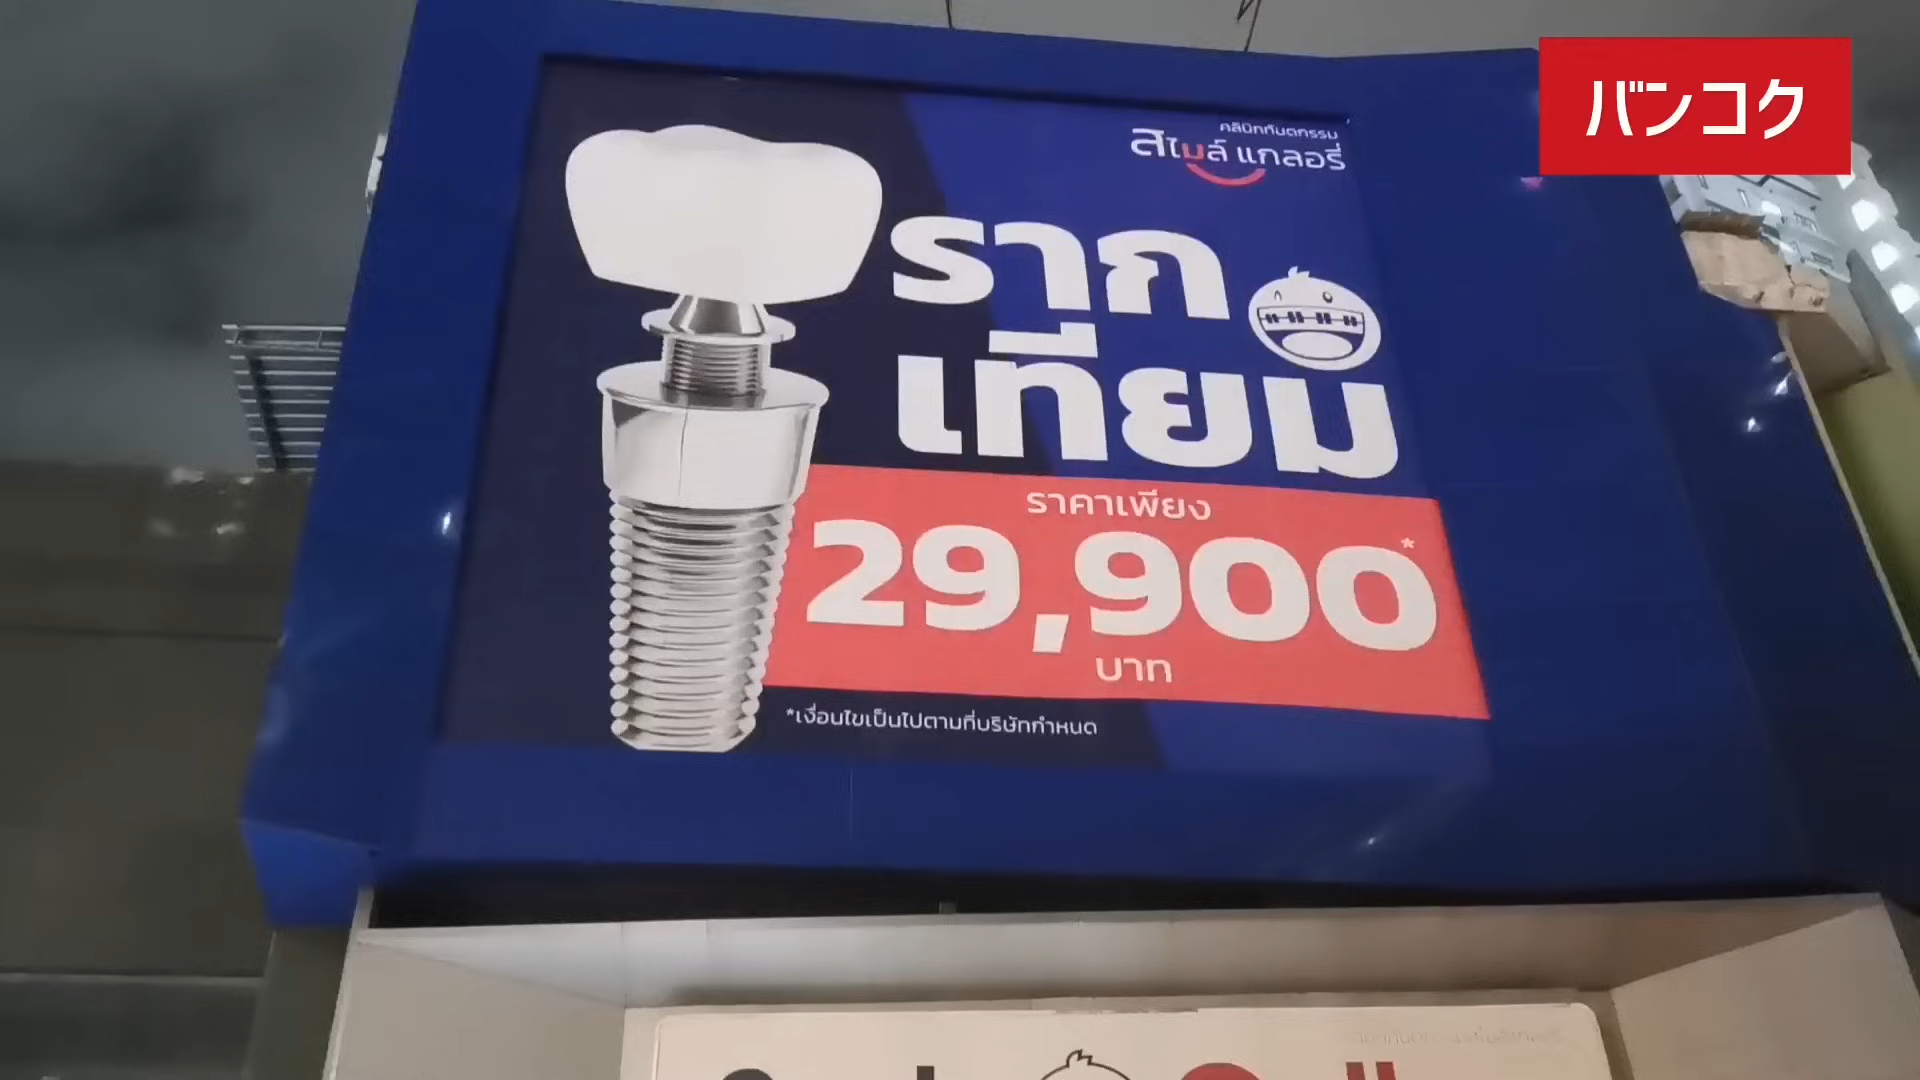 バンコク
คลินิกทันตกรรม
สไมล์ แกลอรี่
ราก
เทียม
ราคาเพียง
29,900*
บาท
*เงื่อนไขเป็นไปตามที่บริษัทกำหนด